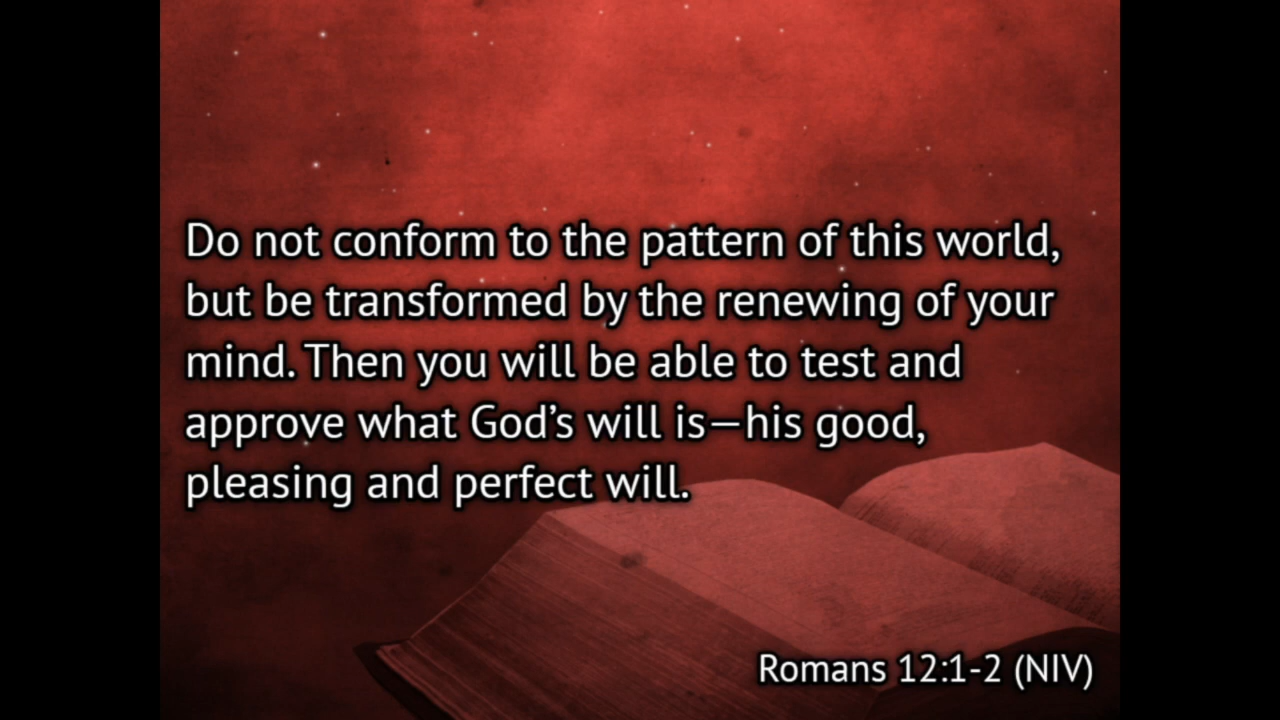 Do not conform to the pattern of this world,
but be transformed by the renewing of your
mind. Then you will be able to test and
approve what God’s will is—his good,
pleasing and perfect will.
Romans 12:1-2 (NIV)